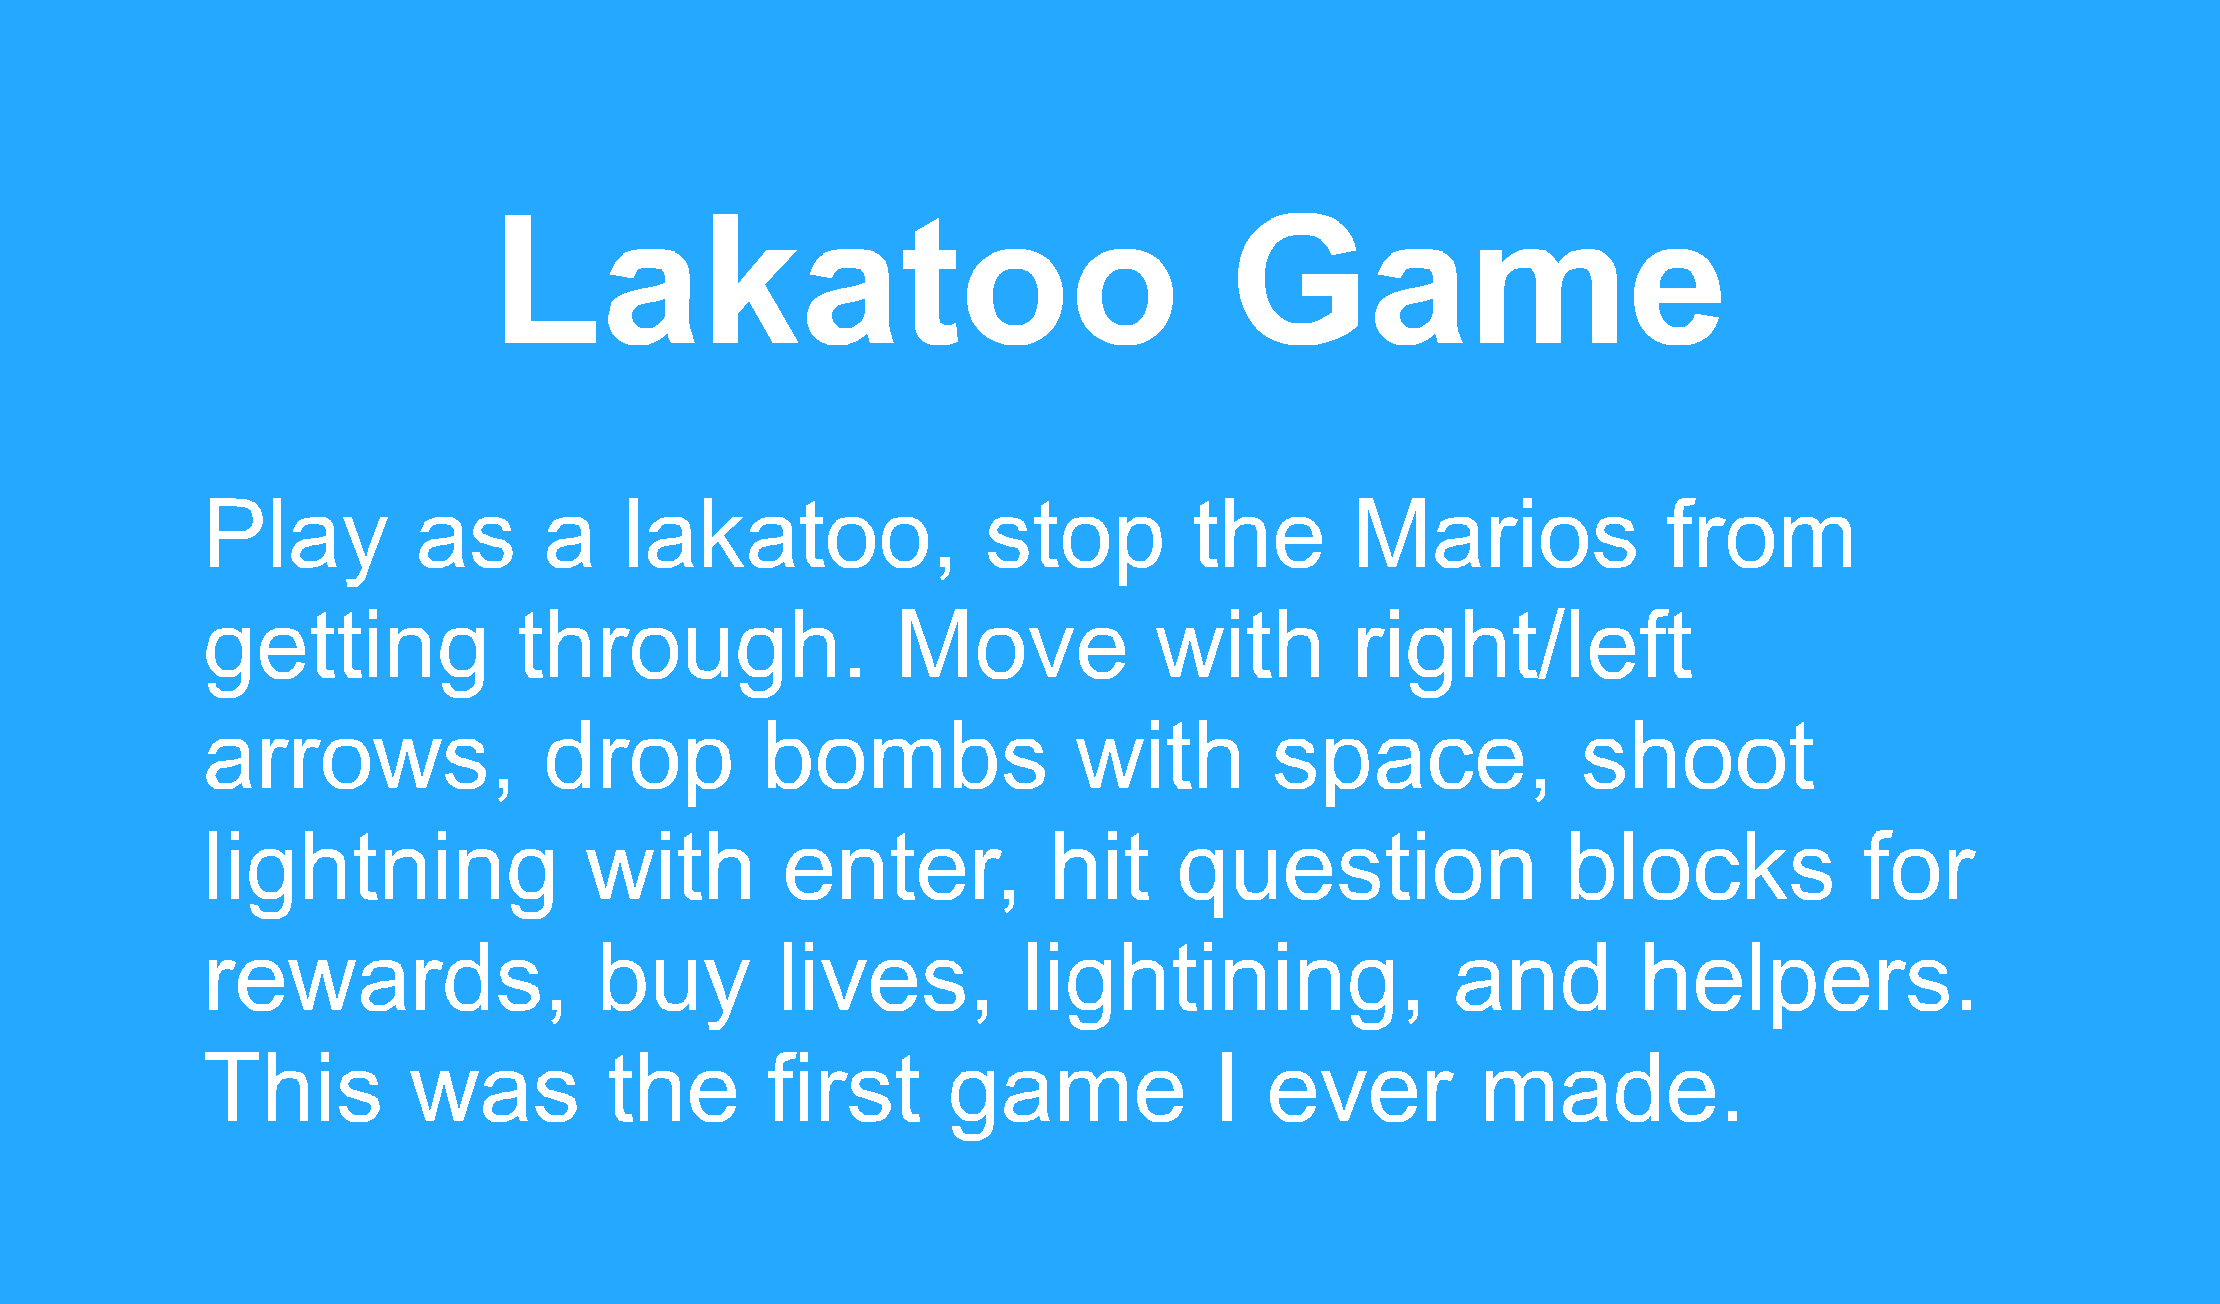 Lakatoo Game
Play as a lakatoo, stop the Marios from
getting through. Move with right/left
arrows, drop bombs with space, shoot
lightning with enter, hit question blocks for
rewards, buy lives, lightining, and helpers.
This was the first game I ever made.